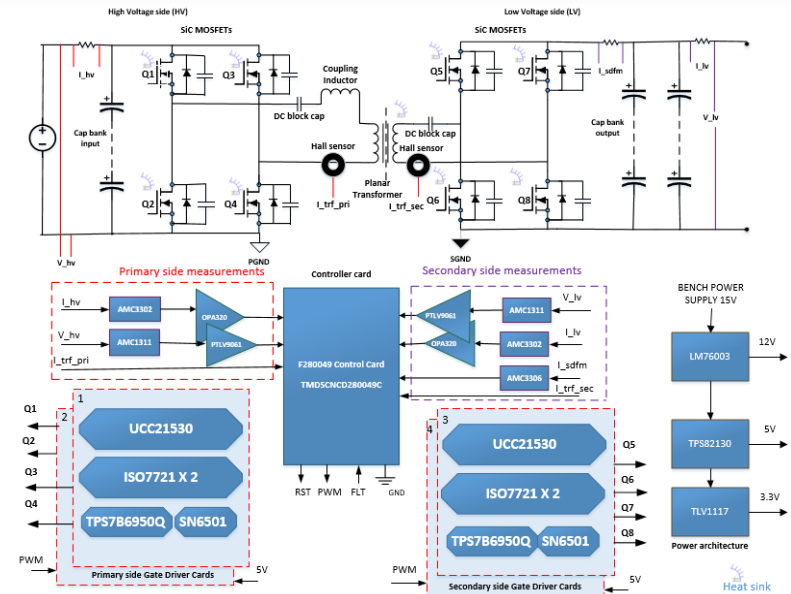 High Voltage side (HV)
Low Voltage side (LV)
SiC MOSFETs
SiC MOSFETs
Q1
Q3
Coupling
Inductor
Q5
Q7
I_hv
I_sdfm
I_lv
DC block cap
DC block cap
Cap bank
input
Cap bank
output
V_lv
Hall sensor
Hall sensor
Planar
Transformer
Q2
Q4
I_trf_pri
I_trf_sec
Q6
Q8
V_hv
PGND
SGND
Primary side measurements
Controller card
Secondary side measurements
I_hv
AMC3302
OPA320
V_hv
AMC1311
PTLV9061
I_trf_pri
F280049 Control Card
TMDSCNCD280049C
PTLV9061
AMC1311
V_lv
OPA320
AMC3302
I_lv
AMC3306
I_sdfm
I_trf_sec
RST
PWM
FLT
GND
BENCH POWER
SUPPLY 15V
LM76003
12V
TPS82130
5V
TLV1117
3.3V
Power architecture
Q1
Q2
Q3
Q4
1
2
UCC21530
ISO7721 X 2
TPS7B6950Q
SN6501
PWM
5V
Primary side Gate Driver Cards
3
4
UCC21530
ISO7721 X 2
TPS7B6950Q
SN6501
Q5
Q6
Q7
Q8
PWM
5V
Secondary side Gate Driver Cards
Heat sink